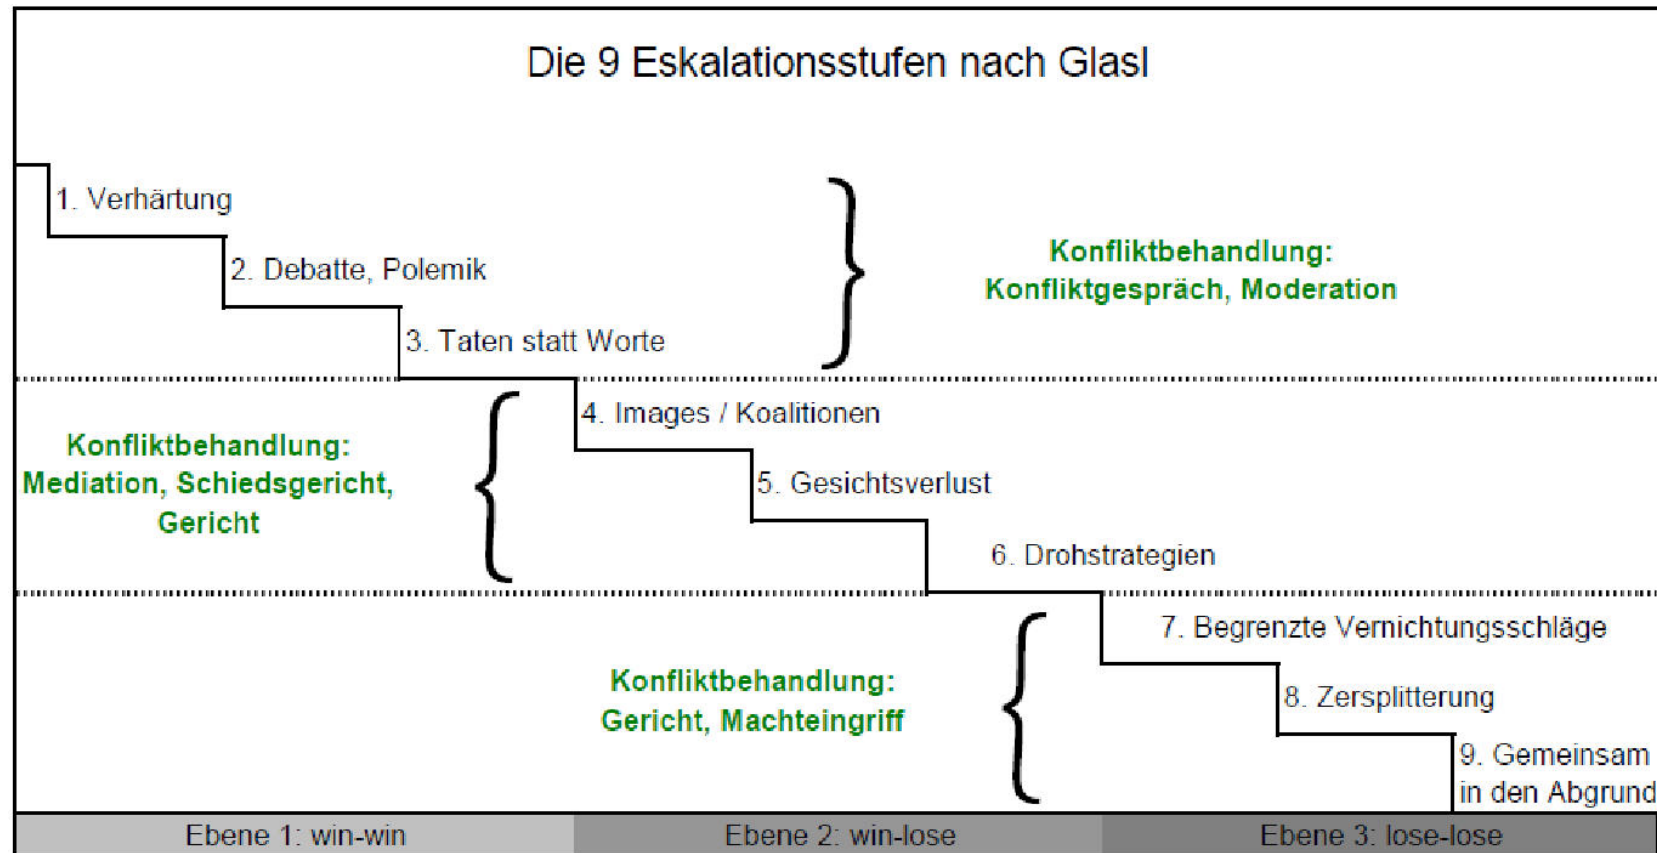 Die 9 Eskalationsstufen nach Glasl
1. Verhärtung
2. Debatte, Polemik
3. Taten statt Worte
Konfliktbehandlung:
Konfliktgespräch, Moderation
4. Images / Koalitionen
5. Gesichtsverlust
6. Drohstrategien
Konfliktbehandlung:
Mediation, Schiedsgericht,
Gericht
7. Begrenzte Vernichtungsschläge
8. Zersplitterung
9. Gemeinsam
in den Abgrund
Konfliktbehandlung:
Gericht, Machteingriff
Ebene 1: win-win
Ebene 2: win-lose
Ebene 3: lose-lose